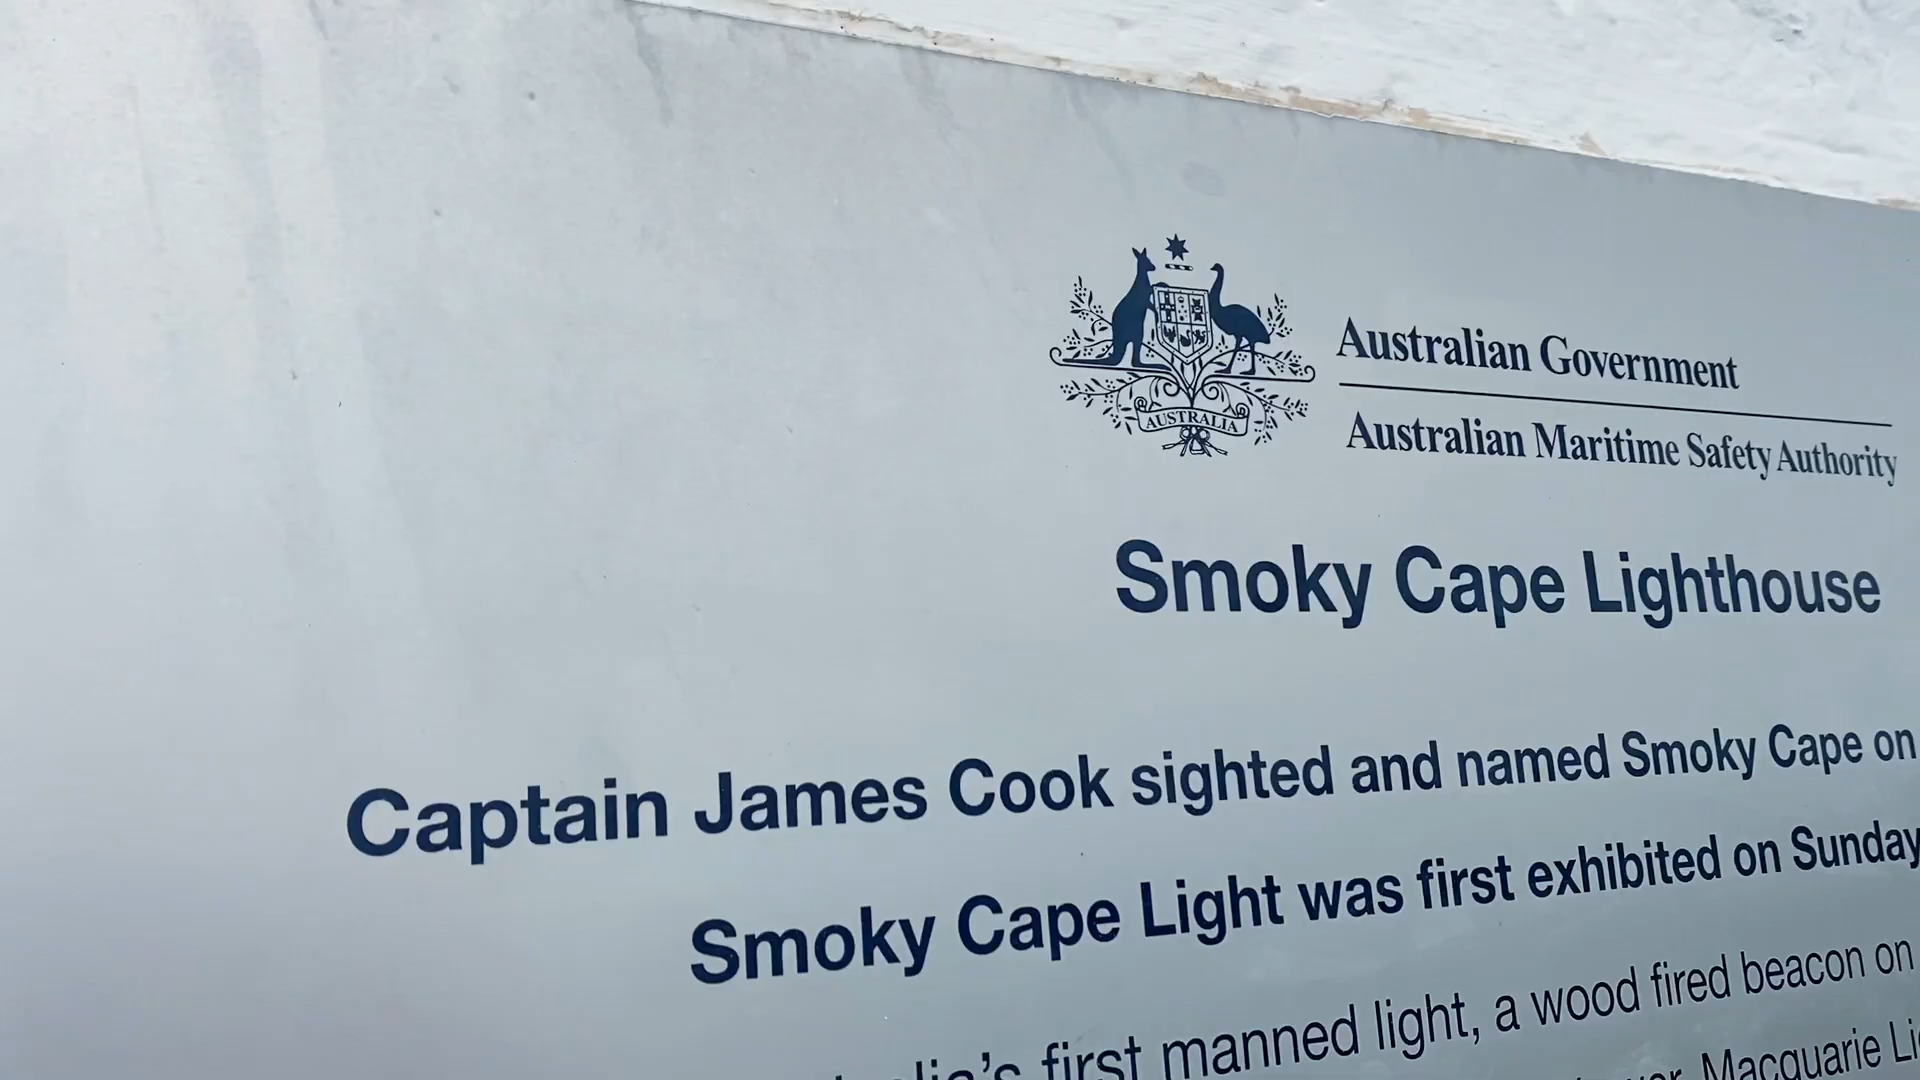 AUSTRALIA
Australian Government
Australian Maritime Safety Authority
Smoky Cape Lighthouse
Captain James Cook sighted and named Smoky Cape on
Smoky Cape Light was first exhibited on Sunday
first manned light, a wood fired beacon on
Macquarie